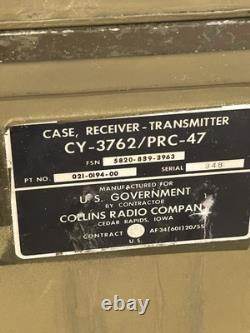 CASE, RECEIVER-TRANSMITTER
CY-3762/PRC-47
FSN 5820-889-3963
PT NO. 021-0194-00 SERIAL 348
MANUFACTURED FOR
U. S. GOVERNMENT
BY CONTRACTOR
COLLINS RADIO COMPANY
CEDAR RAPIDS, IOWA
CONTRACT AF34(601)20755
U.S.